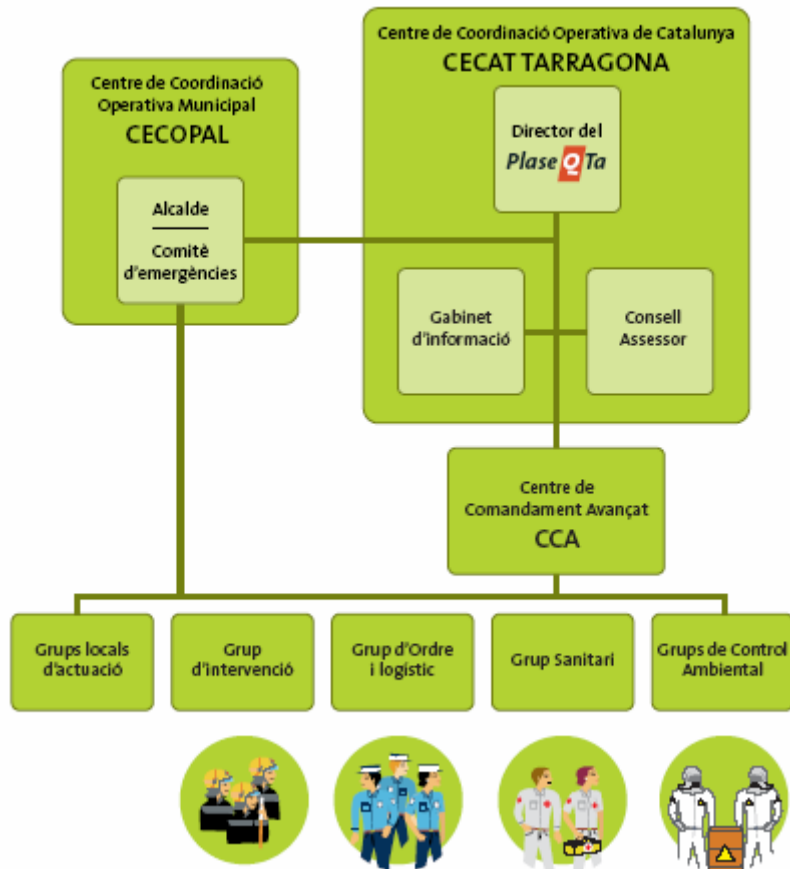 Centre de Coordinació
Operativa Municipal
CECOPAL
Alcalde
Comitè
d'emergències
Centre de Coordinació Operativa de Catalunya
CECAT TARRAGONA
Director del
Plase Q Ta
Gabinet
d'informació
Consell
Assessor
Centre de
Comandament Avançat
CCA
Grups locals
d'actuació
Grup
d'intervenció
Grup d'Ordre
i logístic
Grup Sanitari
Grups de Control
Ambiental